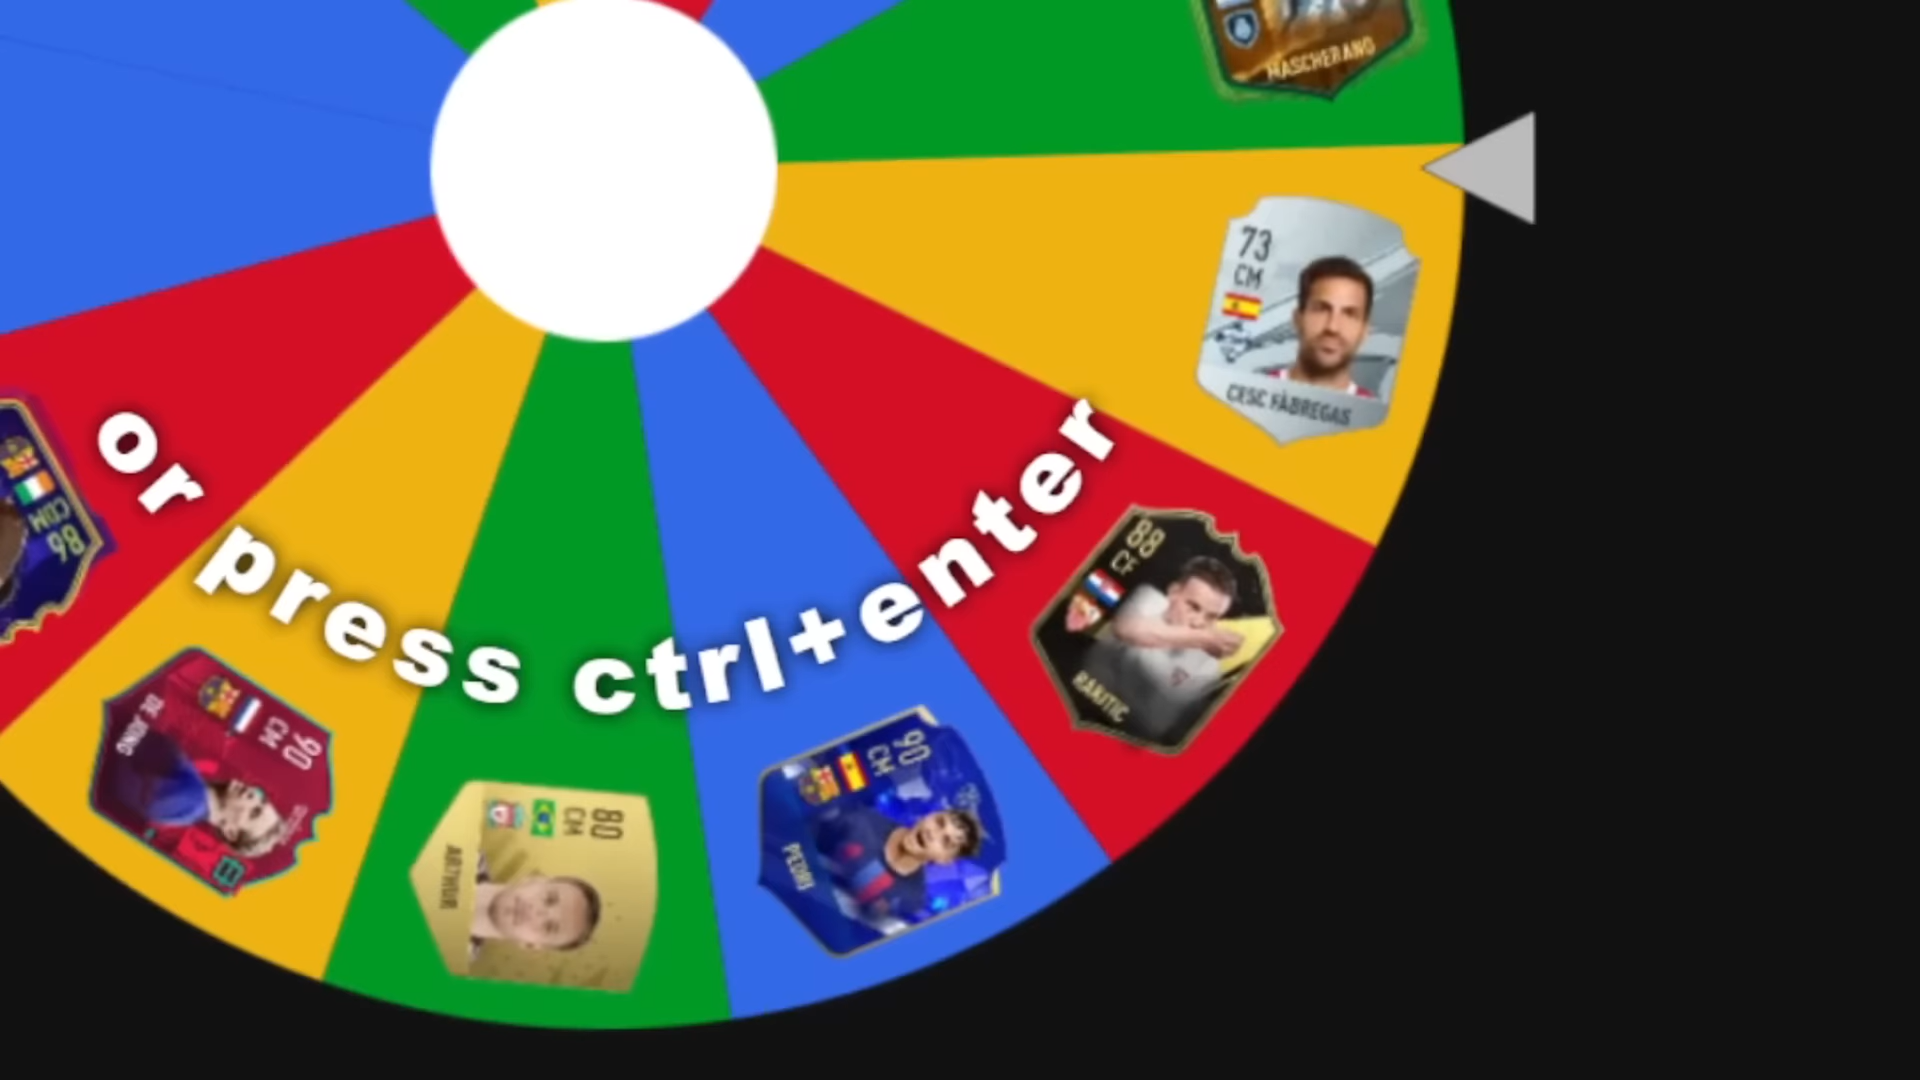 MASCHERANO
73
CM
CESC FÀBREGAS
or press ctrl+enter
88
CF
RAKITIC
86
CDM
90
CM
DE JONG
80
CM
ARTHUR
90
CM
PEDRI